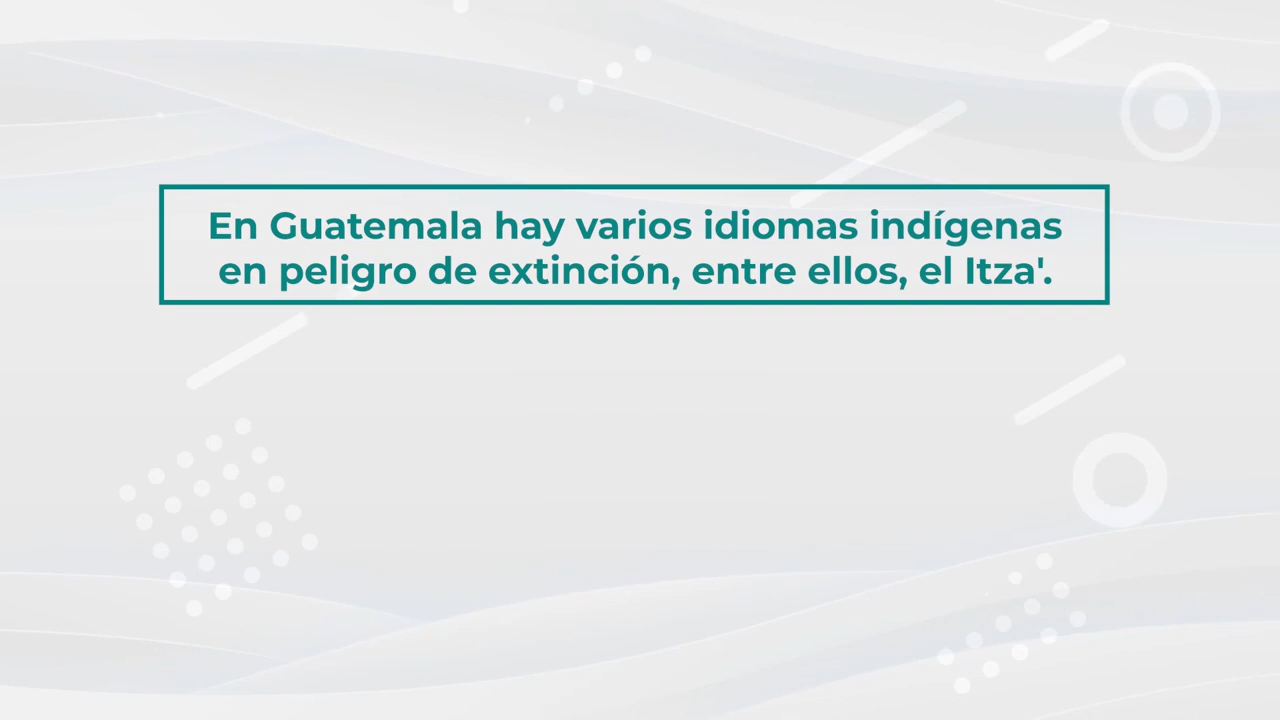 En Guatemala hay varios idiomas indígenas
en peligro de extinción, entre ellos, el Itza'.